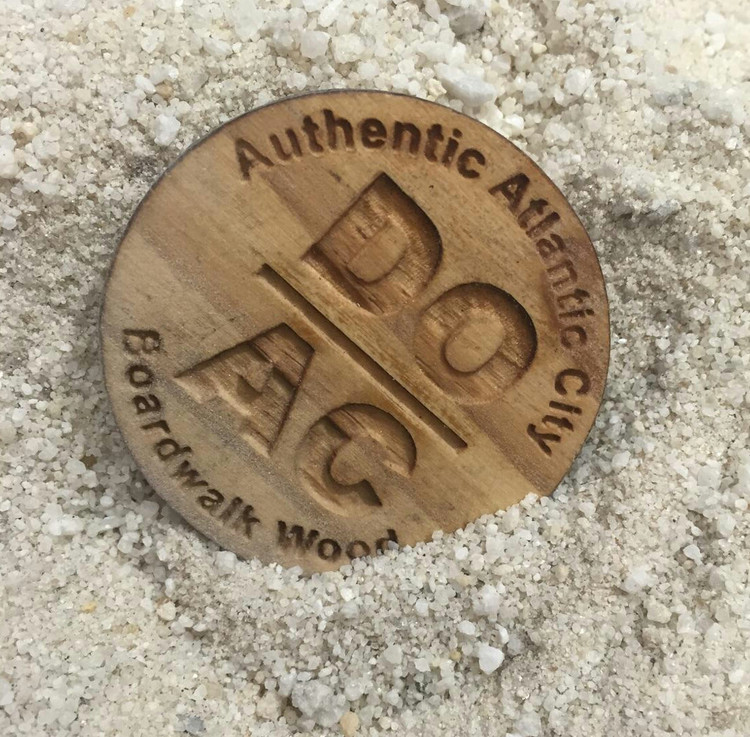 Authentic Atlantic City
DO
AC
Boardwalk Wood